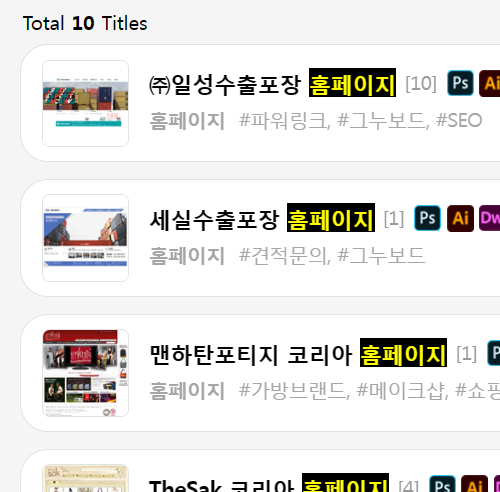 Total 10 Titles
㈜일성수출포장 홈페이지 [10] Ps Ai
홈페이지 #파워링크, #그누보드, #SEO
세실수출포장 홈페이지 [1] Ps Ai Dw
홈페이지 #견적문의, #그누보드
맨하탄포티지 코리아 홈페이지 [1]
홈페이지 #가방브랜드, #메이크샵, #쇼핑
TheSak 코리아 홈페이지 [4] Ps Ai